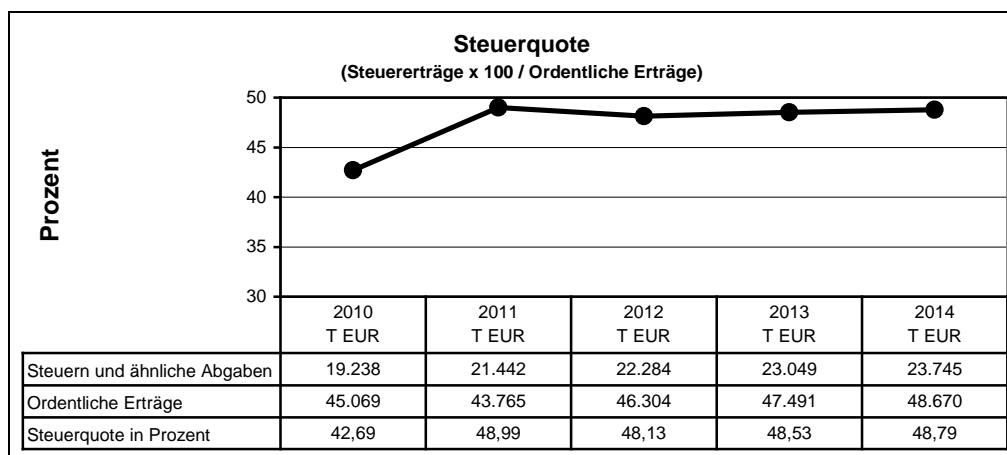 Steuerquote
(Steuererträge x 100 / Ordentliche Erträge)
Prozent
50
45
40
35
30
2010 2011 2012 2013 2014
T EUR T EUR T EUR T EUR T EUR
Steuern und ähnliche Abgaben 19.238 21.442 22.284 23.049 23.745
Ordentliche Erträge 45.069 43.765 46.304 47.491 48.670
Steuerquote in Prozent 42,69 48,99 48,13 48,53 48,79